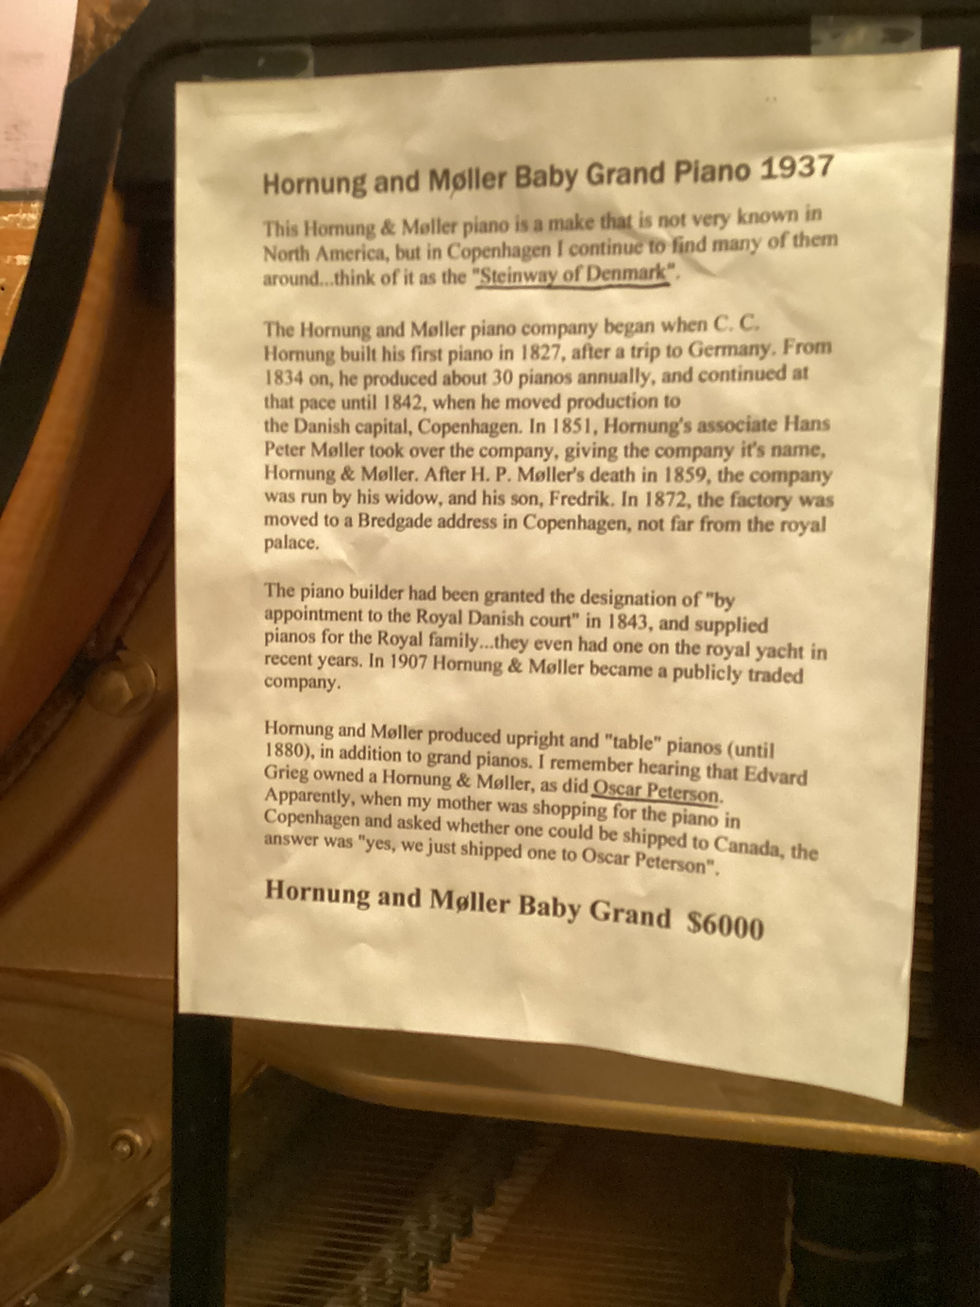 Hornung and Møller Baby Grand Piano 1937
This Hornung & Møller piano is a make that is not very known in
North America, but in Copenhagen I continue to find many of them
around...think of it as the "Steinway of Denmark".
The Hornung and Møller piano company began when C. C.
Hornung built his first piano in 1827, after a trip to Germany. From
1834 on, he produced about 30 pianos annually, and continued at
that pace until 1842, when he moved production to
the Danish capital, Copenhagen. In 1851, Hornung's associate Hans
Peter Møller took over the company, giving the company it's name,
Hornung & Møller. After H. P. Møller's death in 1859, the company
was run by his widow, and his son, Fredrik. In 1872, the factory was
moved to a Bredgade address in Copenhagen, not far from the royal
palace.
The piano builder had been granted the designation of "by
appointment to the Royal Danish court" in 1843, and supplied
pianos for the Royal family...they even had one on the royal yacht in
recent years. In 1907 Hornung & Møller became a publicly traded
company.
Hornung and Møller produced upright and "table" pianos (until
1880), in addition to grand pianos. I remember hearing that Edvard
Grieg owned a Hornung & Møller, as did Oscar Peterson.
Apparently, when my mother was shopping for the piano in
Copenhagen and asked whether one could be shipped to Canada, the
answer was "yes, we just shipped one to Oscar Peterson".
Hornung and Møller Baby Grand $6000